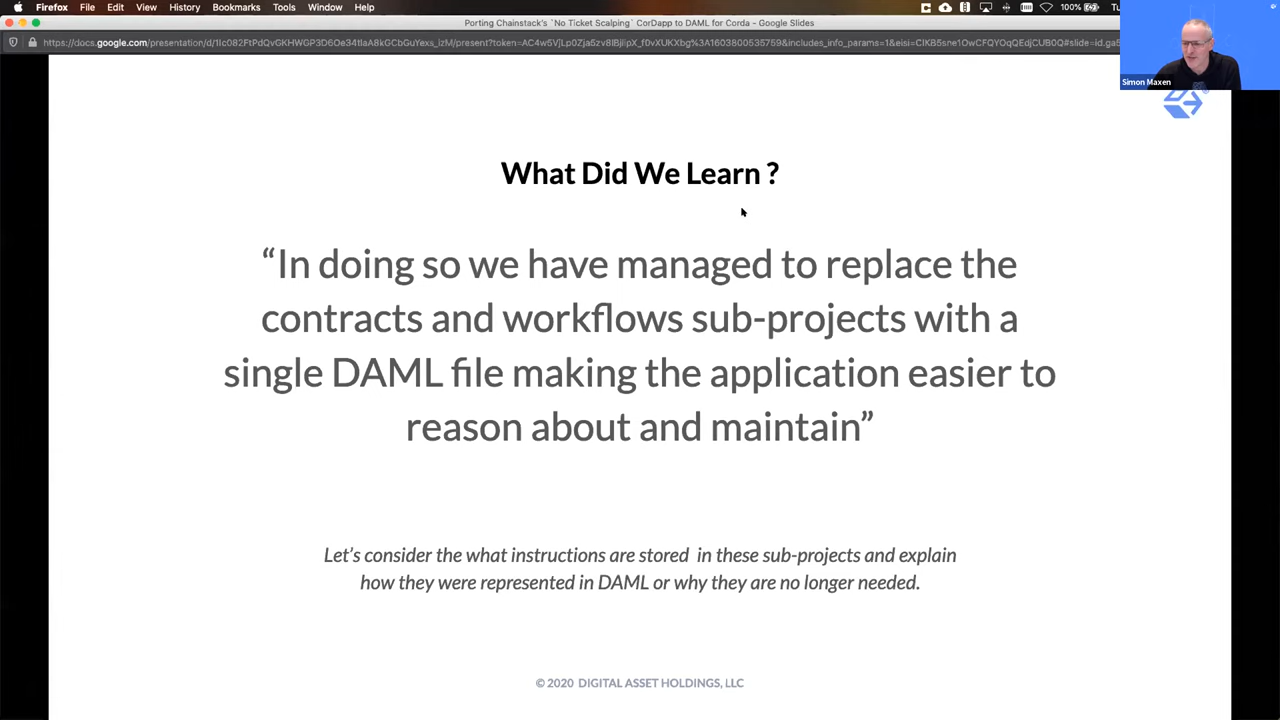 Firefox File Edit View History Bookmarks Tools Window Help 100%
Porting Chainstack's `No Ticket Scalping` CorDapp to DAML for Corda - Google Slides
Simon Maxen
What Did We Learn ?
“In doing so we have managed to replace the
contracts and workflows sub-projects with a
single DAML file making the application easier to
reason about and maintain”
Let's consider the what instructions are stored in these sub-projects and explain
how they were represented in DAML or why they are no longer needed.
© 2020 DIGITAL ASSET HOLDINGS, LLC